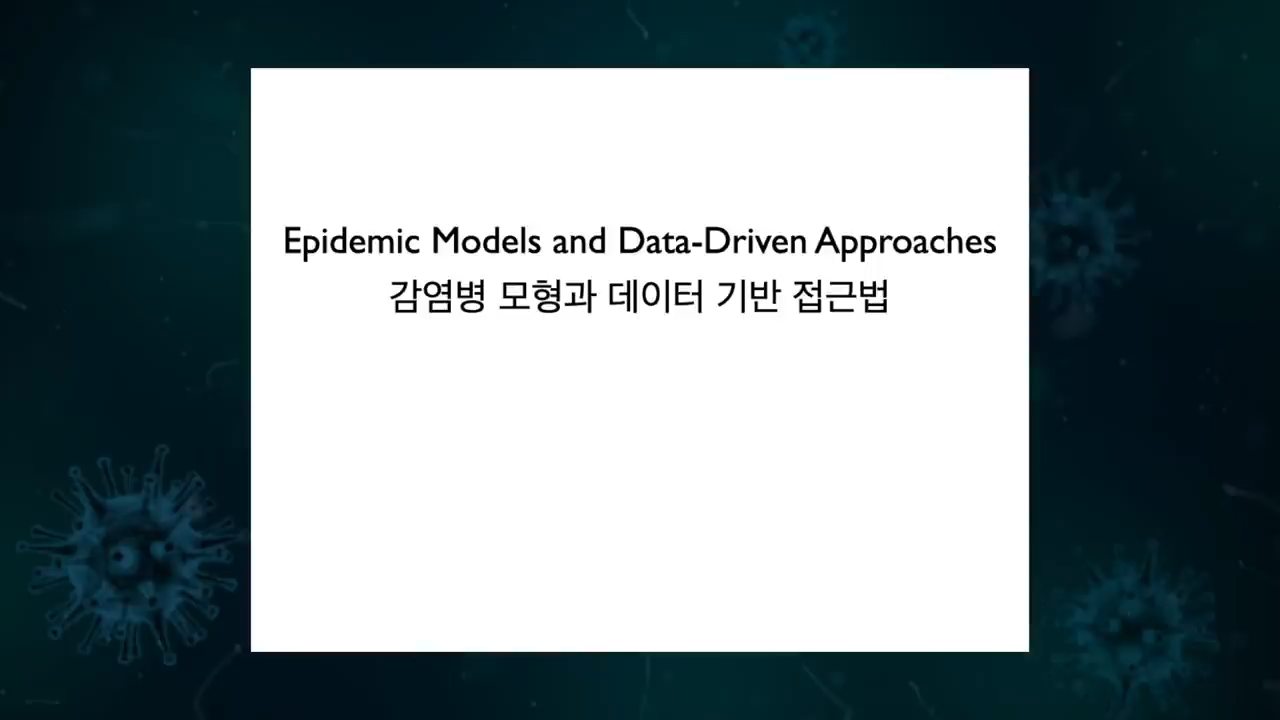 Epidemic Models and Data-Driven Approaches
감염병 모형과 데이터 기반 접근법